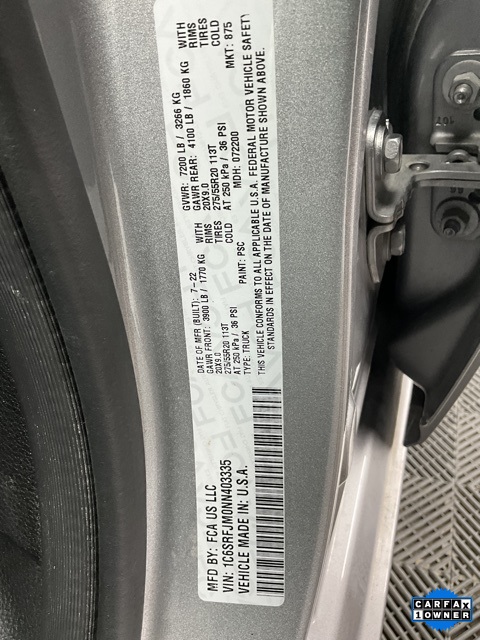 MFD BY: FCA US LLC
VIN: 1C6SRFJM0NN403335
VEHICLE MADE IN: U.S.A.
DATE OF MFR (BUILT): 7-22
GAWR FRONT: 3900 LB / 1770 KG WITH
20X9.0 RIMS
275/55R20 113T TIRES
AT 250 kPa / 36 PSI COLD
TYPE: TRUCK PAINT: PSC
GVWR: 7200 LB / 3266 KG
GAWR REAR: 4100 LB / 1860 KG WITH
20X9.0 RIMS
275/55R20 113T TIRES
AT 250 kPa / 36 PSI COLD
MDH: 072200 MKT: 875
THIS VEHICLE CONFORMS TO ALL APPLICABLE U.S.A. FEDERAL MOTOR VEHICLE SAFETY
STANDARDS IN EFFECT ON THE DATE OF MANUFACTURE SHOWN ABOVE.
CARFAX
1 OWNER